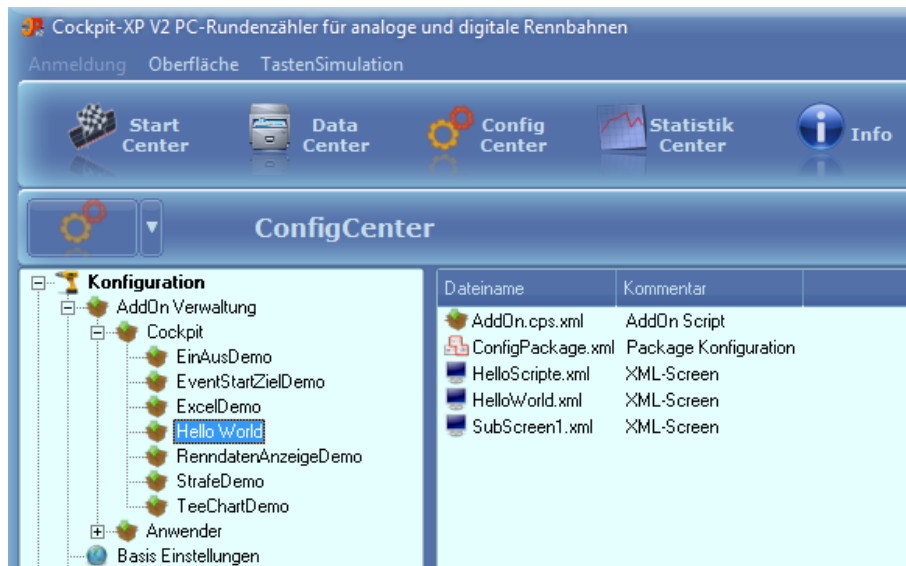 Cockpit-XP V2 PC-Rundenzähler für analoge und digitale Rennbahnen
Anmeldung Oberfläche TastenSimulation
Start Center
Data Center
Config Center
Statistik Center
Info
ConfigCenter
Konfiguration
AddOn Verwaltung
Cockpit
EinAusDemo
EventStartZielDemo
ExcelDemo
Hello World
RenndatenAnzeigeDemo
StrafeDemo
TeeChartDemo
Anwender
Basis Einstellungen
Dateiname Kommentar
AddOn.cps.xml AddOn Script
ConfigPackage.xml Package Konfiguration
HelloScripte.xml XML-Screen
HelloWorld.xml XML-Screen
SubScreen1.xml XML-Screen